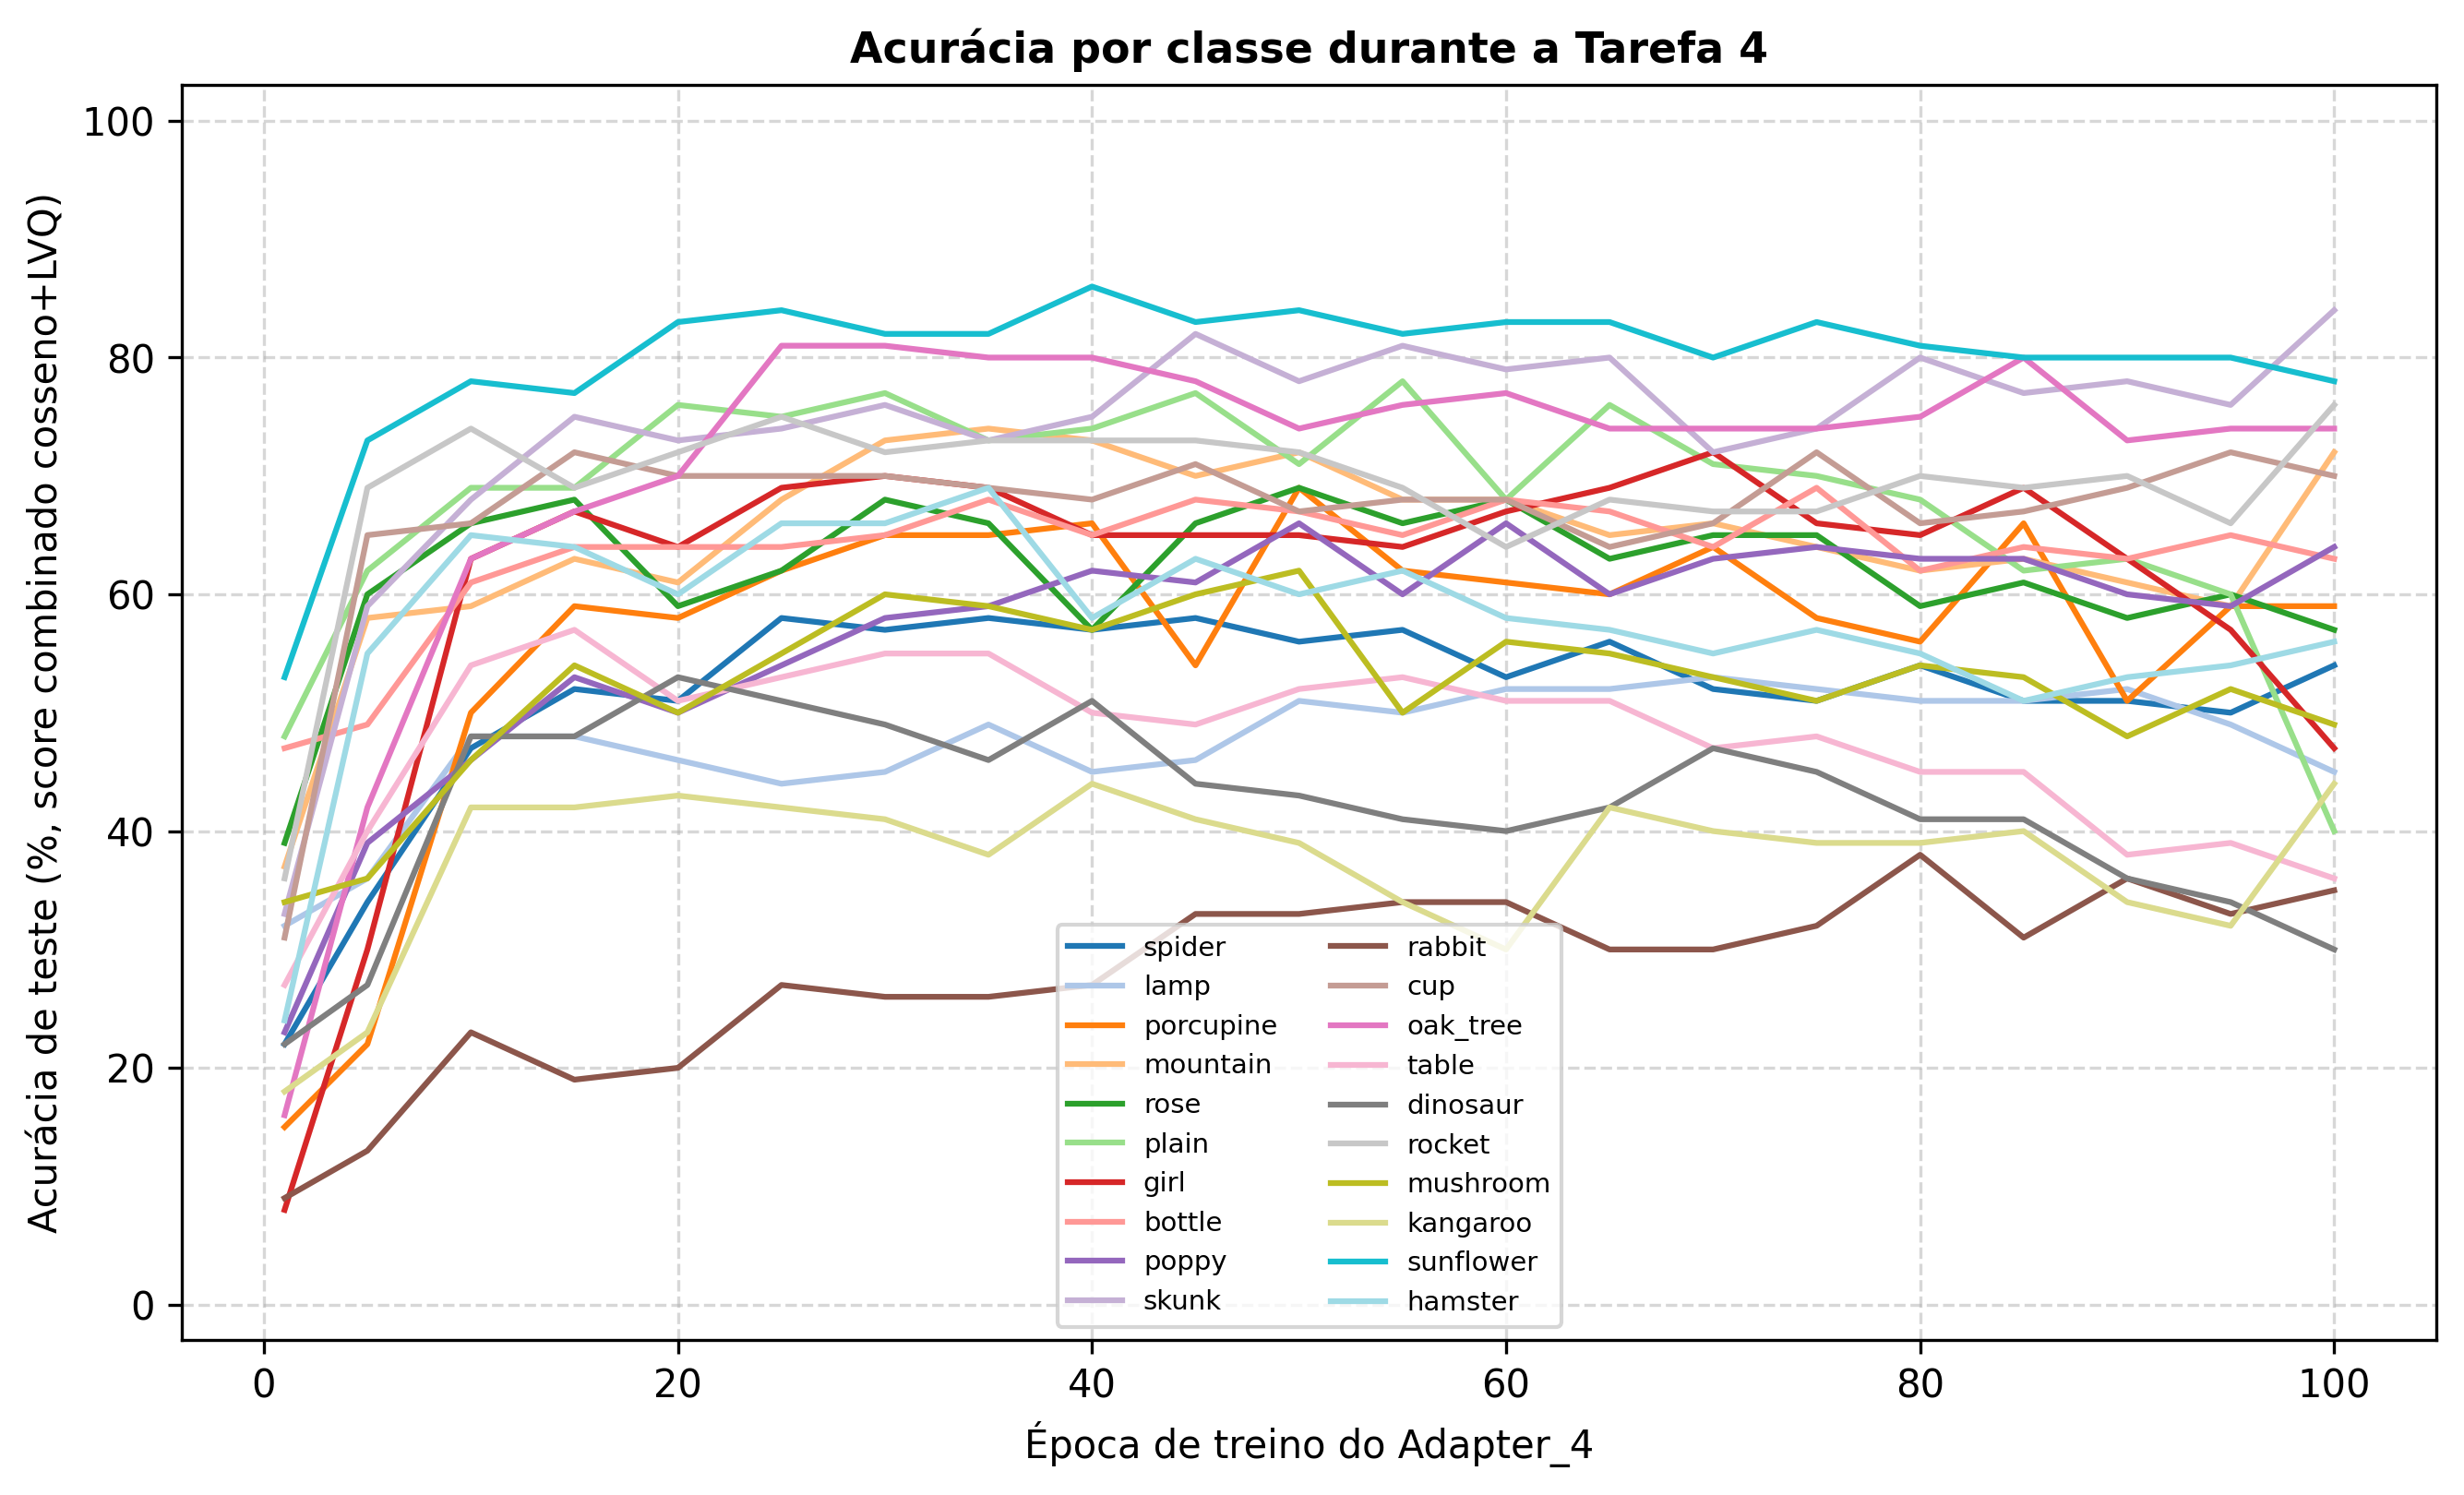 Acurácia por classe durante a Tarefa 4
Acurácia de teste (%, score combinado cosseno+LVQ)
100
80
60
40
20
0
spider
lamp
porcupine
mountain
rose
plain
girl
bottle
poppy
skunk
rabbit
cup
oak_tree
table
dinosaur
rocket
mushroom
kangaroo
sunflower
hamster
0 20 40 60 80 100
Época de treino do Adapter_4